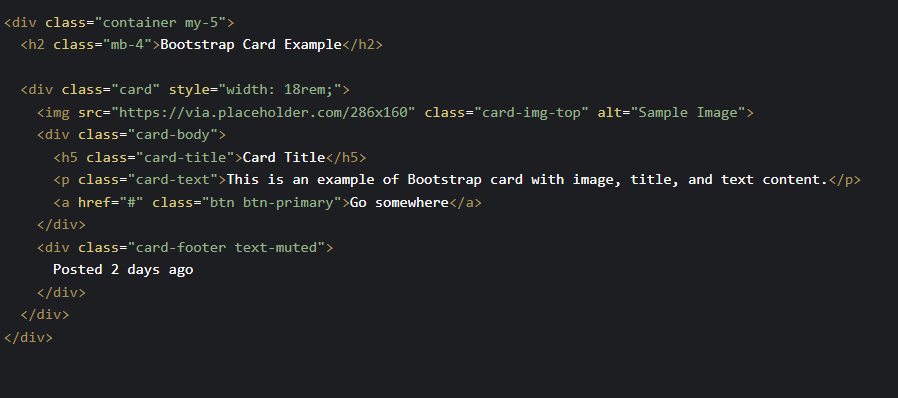 <div class="container my-5">
  <h2 class="mb-4">Bootstrap Card Example</h2>

  <div class="card" style="width: 18rem;">
    <img src="https://via.placeholder.com/286x160" class="card-img-top" alt="Sample Image">
    <div class="card-body">
      <h5 class="card-title">Card Title</h5>
      <p class="card-text">This is an example of Bootstrap card with image, title, and text content.</p>
      <a href="#" class="btn btn-primary">Go somewhere</a>
    </div>
    <div class="card-footer text-muted">
      Posted 2 days ago
    </div>
  </div>
</div>